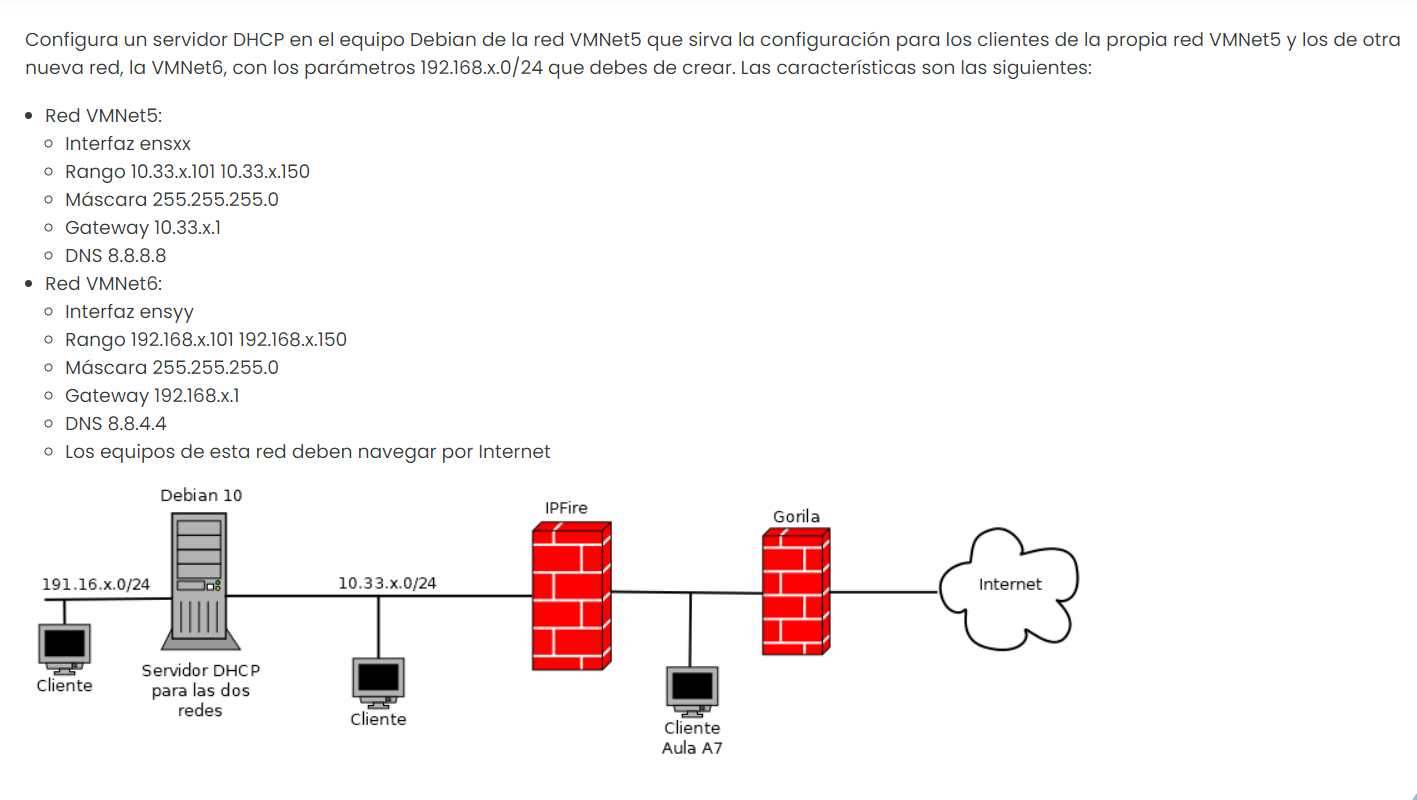 Configura un servidor DHCP en el equipo Debian de la red VMNet5 que sirva la configuración para los clientes de la propia red VMNet5 y los de otra
nueva red, la VMNet6, con los parámetros 192.168.x.0/24 que debes de crear. Las características son las siguientes:
Red VMNet5:
Interfaz ensxx
Rango 10.33.x.101 10.33.x.150
Máscara 255.255.255.0
Gateway 10.33.x.1
DNS 8.8.8.8
Red VMNet6:
Interfaz ensyy
Rango 192.168.x.101 192.168.x.150
Máscara 255.255.255.0
Gateway 192.168.x.1
DNS 8.8.4.4
Los equipos de esta red deben navegar por Internet
Debian 10
IPFire
Gorila
191.16.x.0/24
10.33.x.0/24
Internet
Cliente
Servidor DHCP
para las dos
redes
Cliente
Cliente
Aula A7